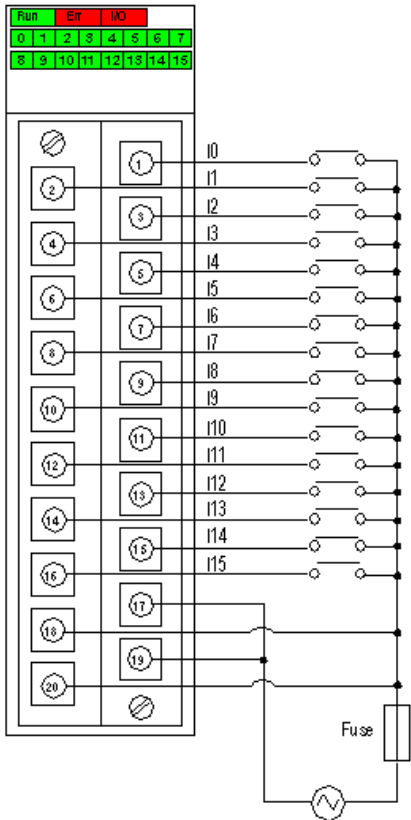 Run Err I/O
0 1 2 3 4 5 6 7
8 9 10 11 12 13 14 15
1 I0
2 I1
3 I2
4 I3
5 I4
6 I5
7 I6
8 I7
9 I8
10 I9
11 I10
12 I11
13 I12
14 I13
15 I14
16 I15
17
18
19
20
Fuse